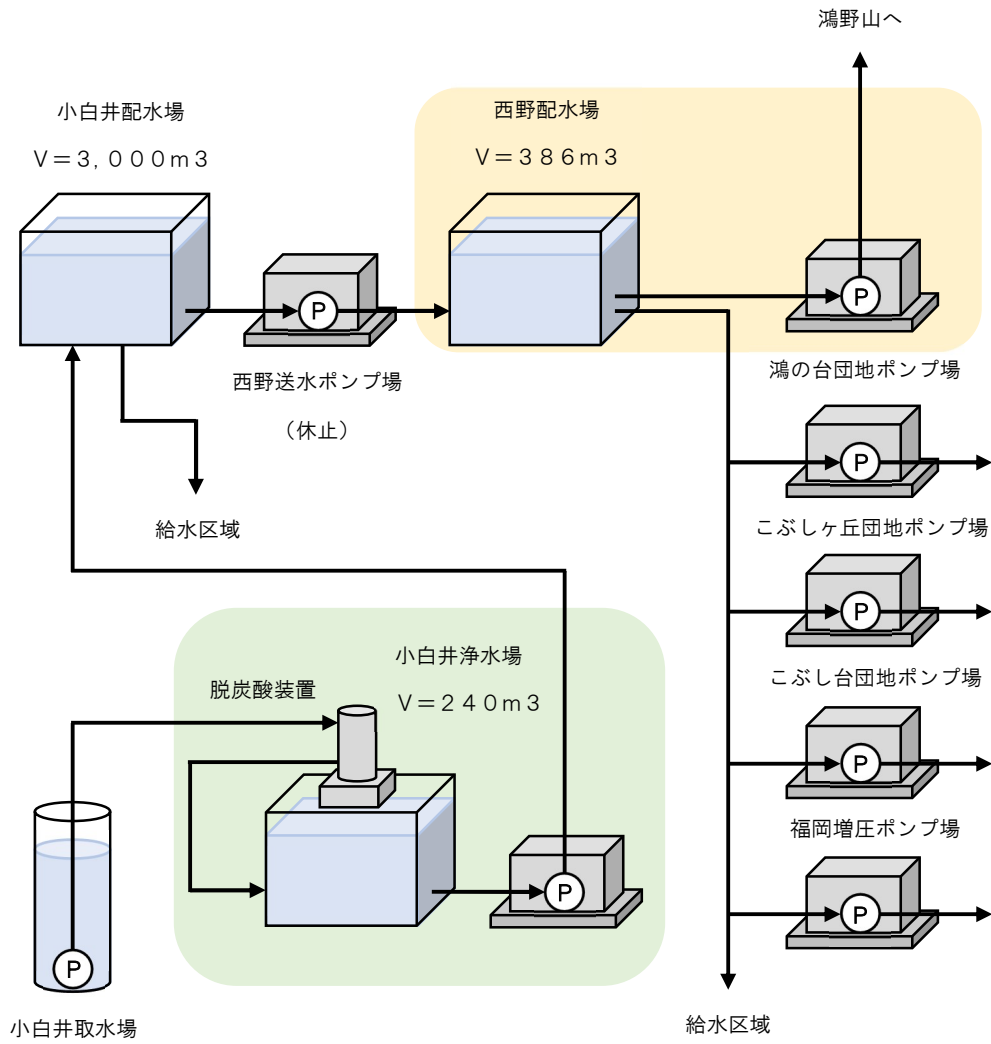 鴻野山へ
小白井配水場
V=3,000m3
西野配水場
V=386m3
P
P
西野送水ポンプ場
(休止)
鴻の台団地ポンプ場
P
給水区域
こぶしヶ丘団地ポンプ場
P
こぶし台団地ポンプ場
P
福岡増圧ポンプ場
P
小白井浄水場
V=240m3
脱炭酸装置
P
P
小白井取水場
給水区域